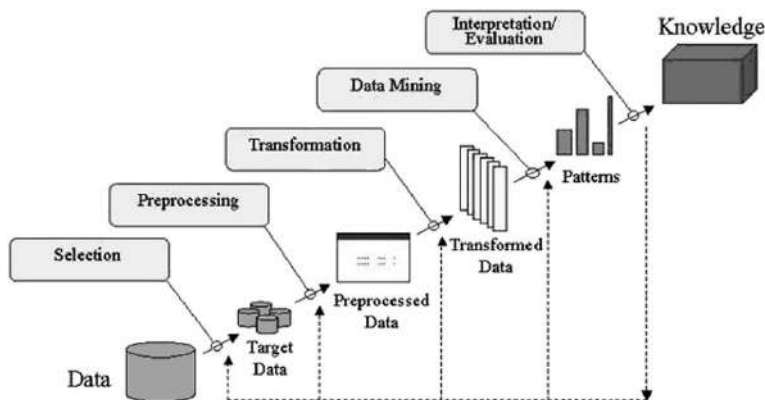 Interpretation/
Evaluation
Knowledge
Data Mining
Transformation
Patterns
Preprocessing
Transformed
Data
Selection
Preprocessed
Data
Target
Data
Data